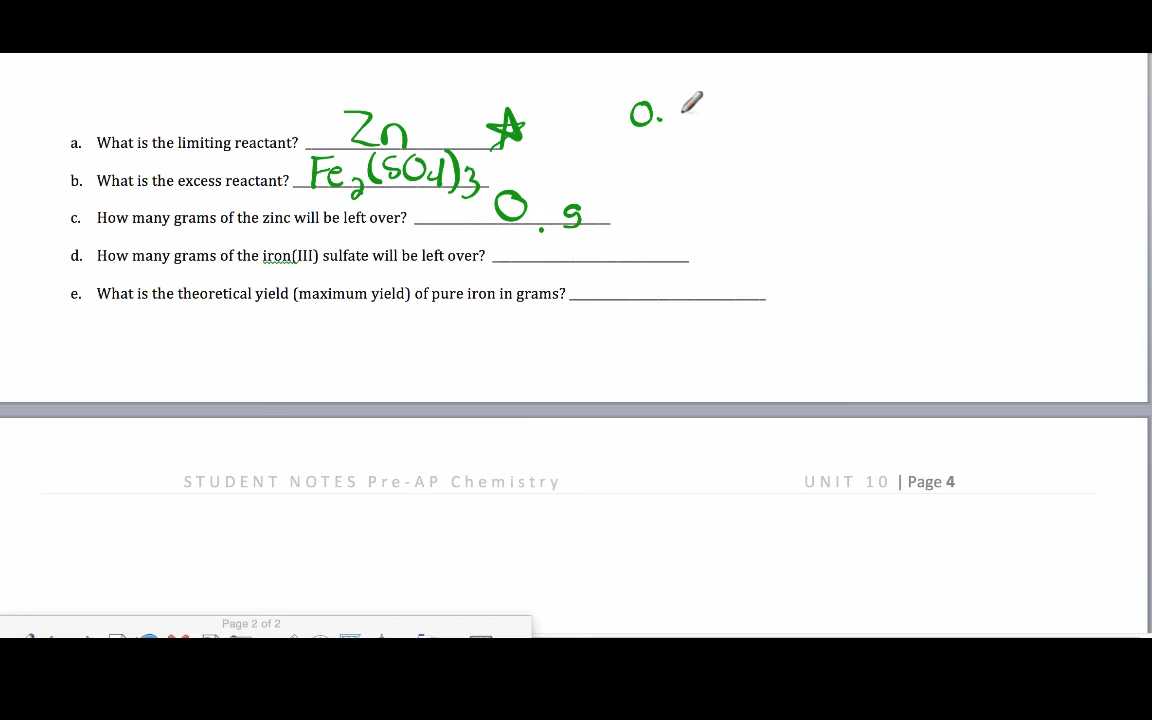 0.
a. What is the limiting reactant? Zn ☆
b. What is the excess reactant? Fe2(SO4)3
c. How many grams of the zinc will be left over? 0. g
d. How many grams of the iron(III) sulfate will be left over?
e. What is the theoretical yield (maximum yield) of pure iron in grams?
STUDENT NOTES Pre-AP Chemistry UNIT 10 | Page 4
Page 2 of 2